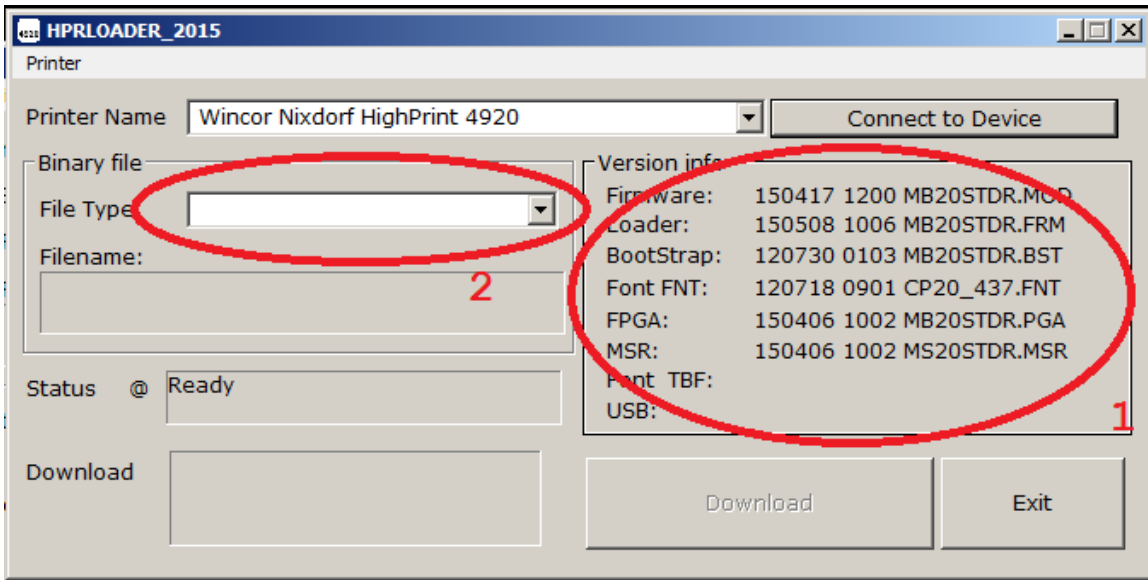 HPRLOADER_2015
Printer
Printer Name Wincor Nixdorf HighPrint 4920 Connect to Device
Binary file
File Type
Filename:
2
Version info
Firmware: 150417 1200 MB20STDR.MOD
Loader: 150508 1006 MB20STDR.FRM
BootStrap: 120730 0103 MB20STDR.BST
Font FNT: 120718 0901 CP20_437.FNT
FPGA: 150406 1002 MB20STDR.PGA
MSR: 150406 1002 MS20STDR.MSR
Font TBF:
USB:
1
Status @ Ready
Download
Download
Exit